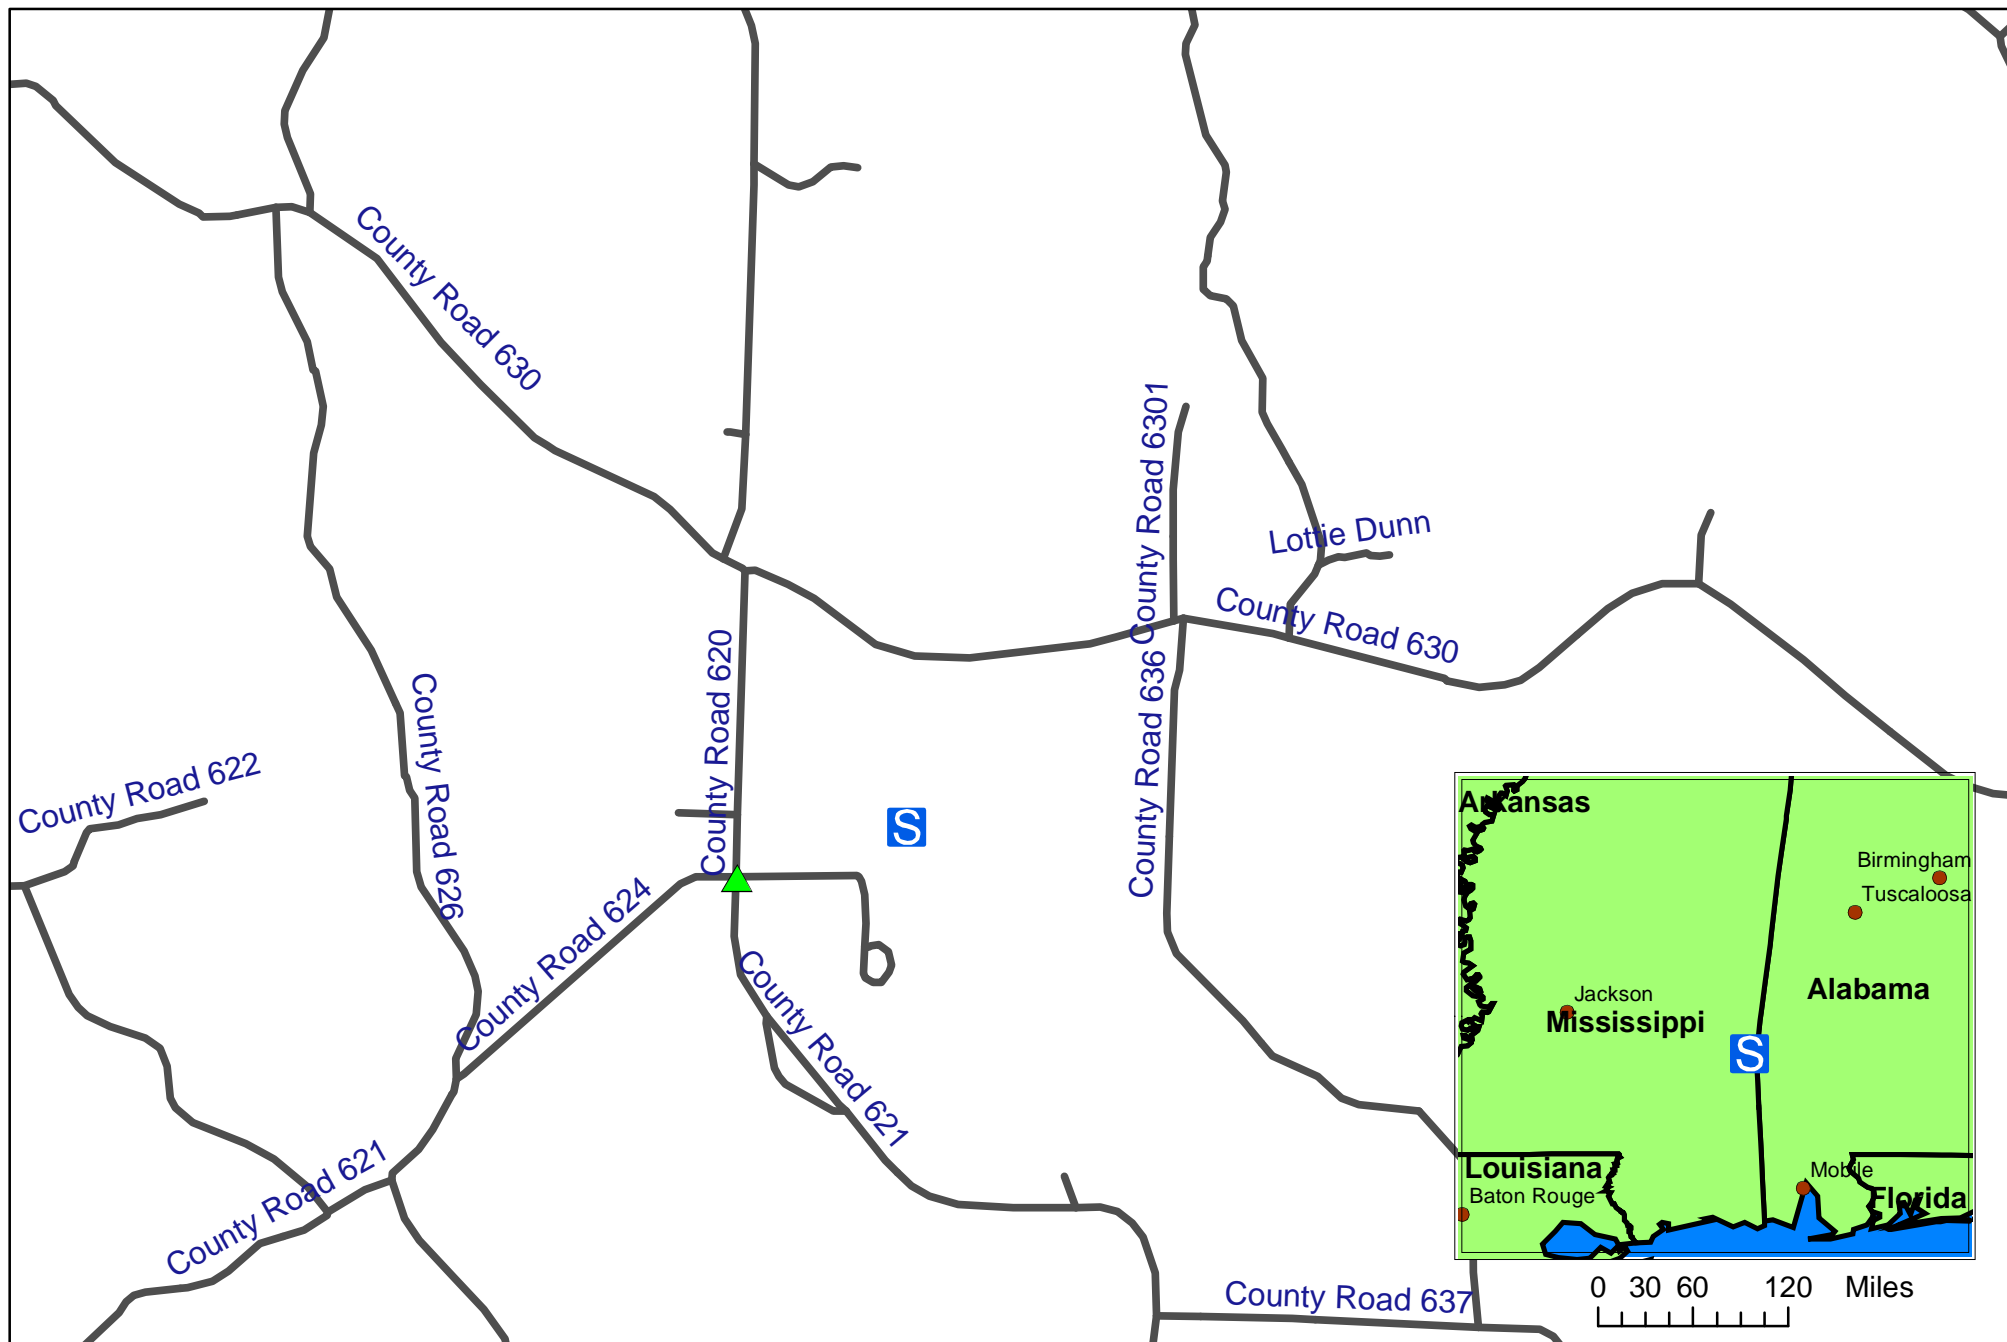 County Road 630
County Road 6301
Lottie Dunn
County Road 630
County Road 620
County Road 636
County Road 626
County Road 622
S
County Road 624
County Road 621
County Road 621
County Road 637
Arkansas
Birmingham
Tuscaloosa
Alabama
Jackson
Mississippi
S
Louisiana
Mobile
Baton Rouge
Florida
0 30 60 120 Miles